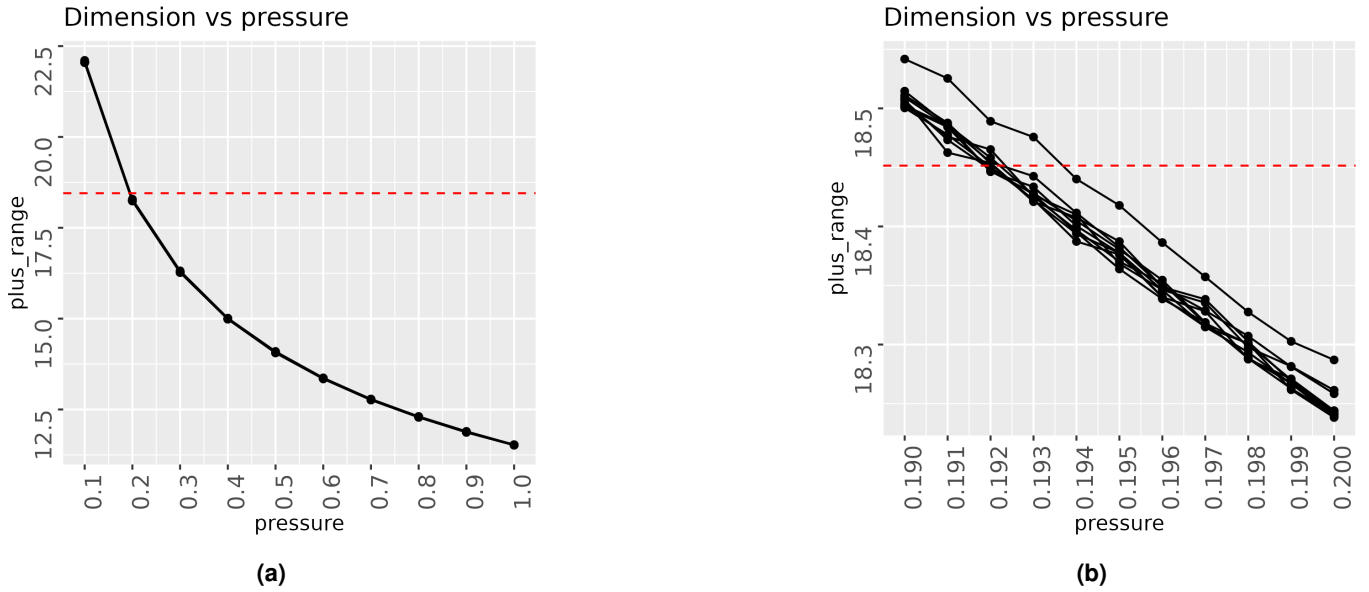 Dimension vs pressure
plus_range
22.5
20.0
17.5
15.0
12.5
0.1 0.2 0.3 0.4 0.5 0.6 0.7 0.8 0.9 1.0
pressure
(a)
Dimension vs pressure
plus_range
18.5
18.4
18.3
0.190 0.191 0.192 0.193 0.194 0.195 0.196 0.197 0.198 0.199 0.200
pressure
(b)